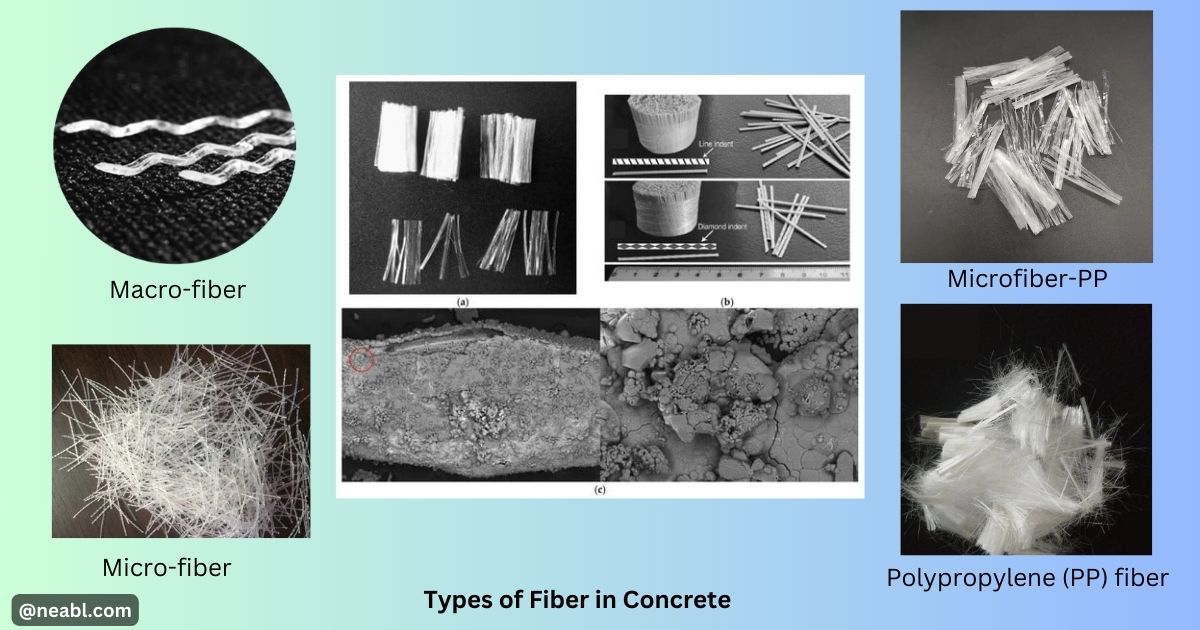 Macro-fiber
Micro-fiber
@neabl.com
Line indent
Diamond indent
(a)
(b)
(c)
Types of Fiber in Concrete
Microfiber-PP
Polypropylene (PP) fiber